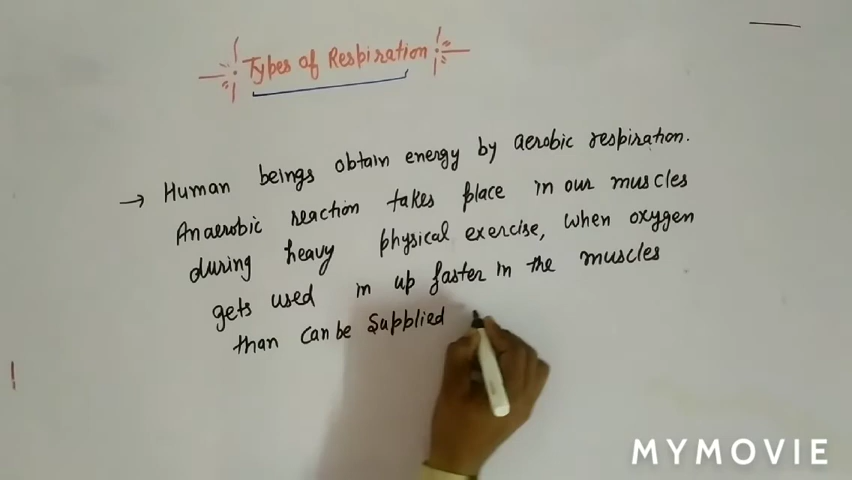 Types of Respiration
→ Human beings obtain energy by aerobic respiration.
Anaerobic reaction takes place in our muscles
during heavy physical exercise, when oxygen
gets used in up faster in the muscles
than can be supplied
MYMOVIE